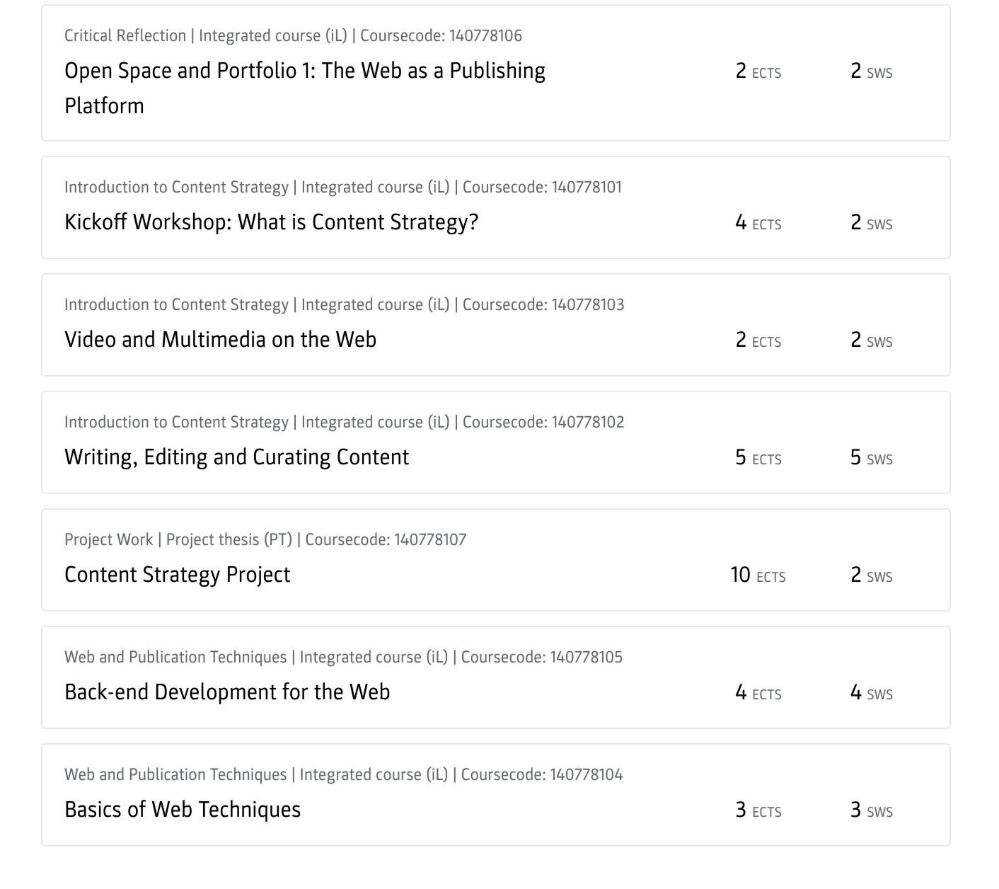 Critical Reflection | Integrated course (iL) | Coursecode: 140778106
Open Space and Portfolio 1: The Web as a Publishing
Platform
2 ECTS
2 SWS
Introduction to Content Strategy | Integrated course (iL) | Coursecode: 140778101
Kickoff Workshop: What is Content Strategy?
4 ECTS
2 SWS
Introduction to Content Strategy | Integrated course (iL) | Coursecode: 140778103
Video and Multimedia on the Web
2 ECTS
2 SWS
Introduction to Content Strategy | Integrated course (iL) | Coursecode: 140778102
Writing, Editing and Curating Content
5 ECTS
5 SWS
Project Work | Project thesis (PT) | Coursecode: 140778107
Content Strategy Project
10 ECTS
2 SWS
Web and Publication Techniques | Integrated course (iL) | Coursecode: 140778105
Back-end Development for the Web
4 ECTS
4 SWS
Web and Publication Techniques | Integrated course (iL) | Coursecode: 140778104
Basics of Web Techniques
3 ECTS
3 SWS